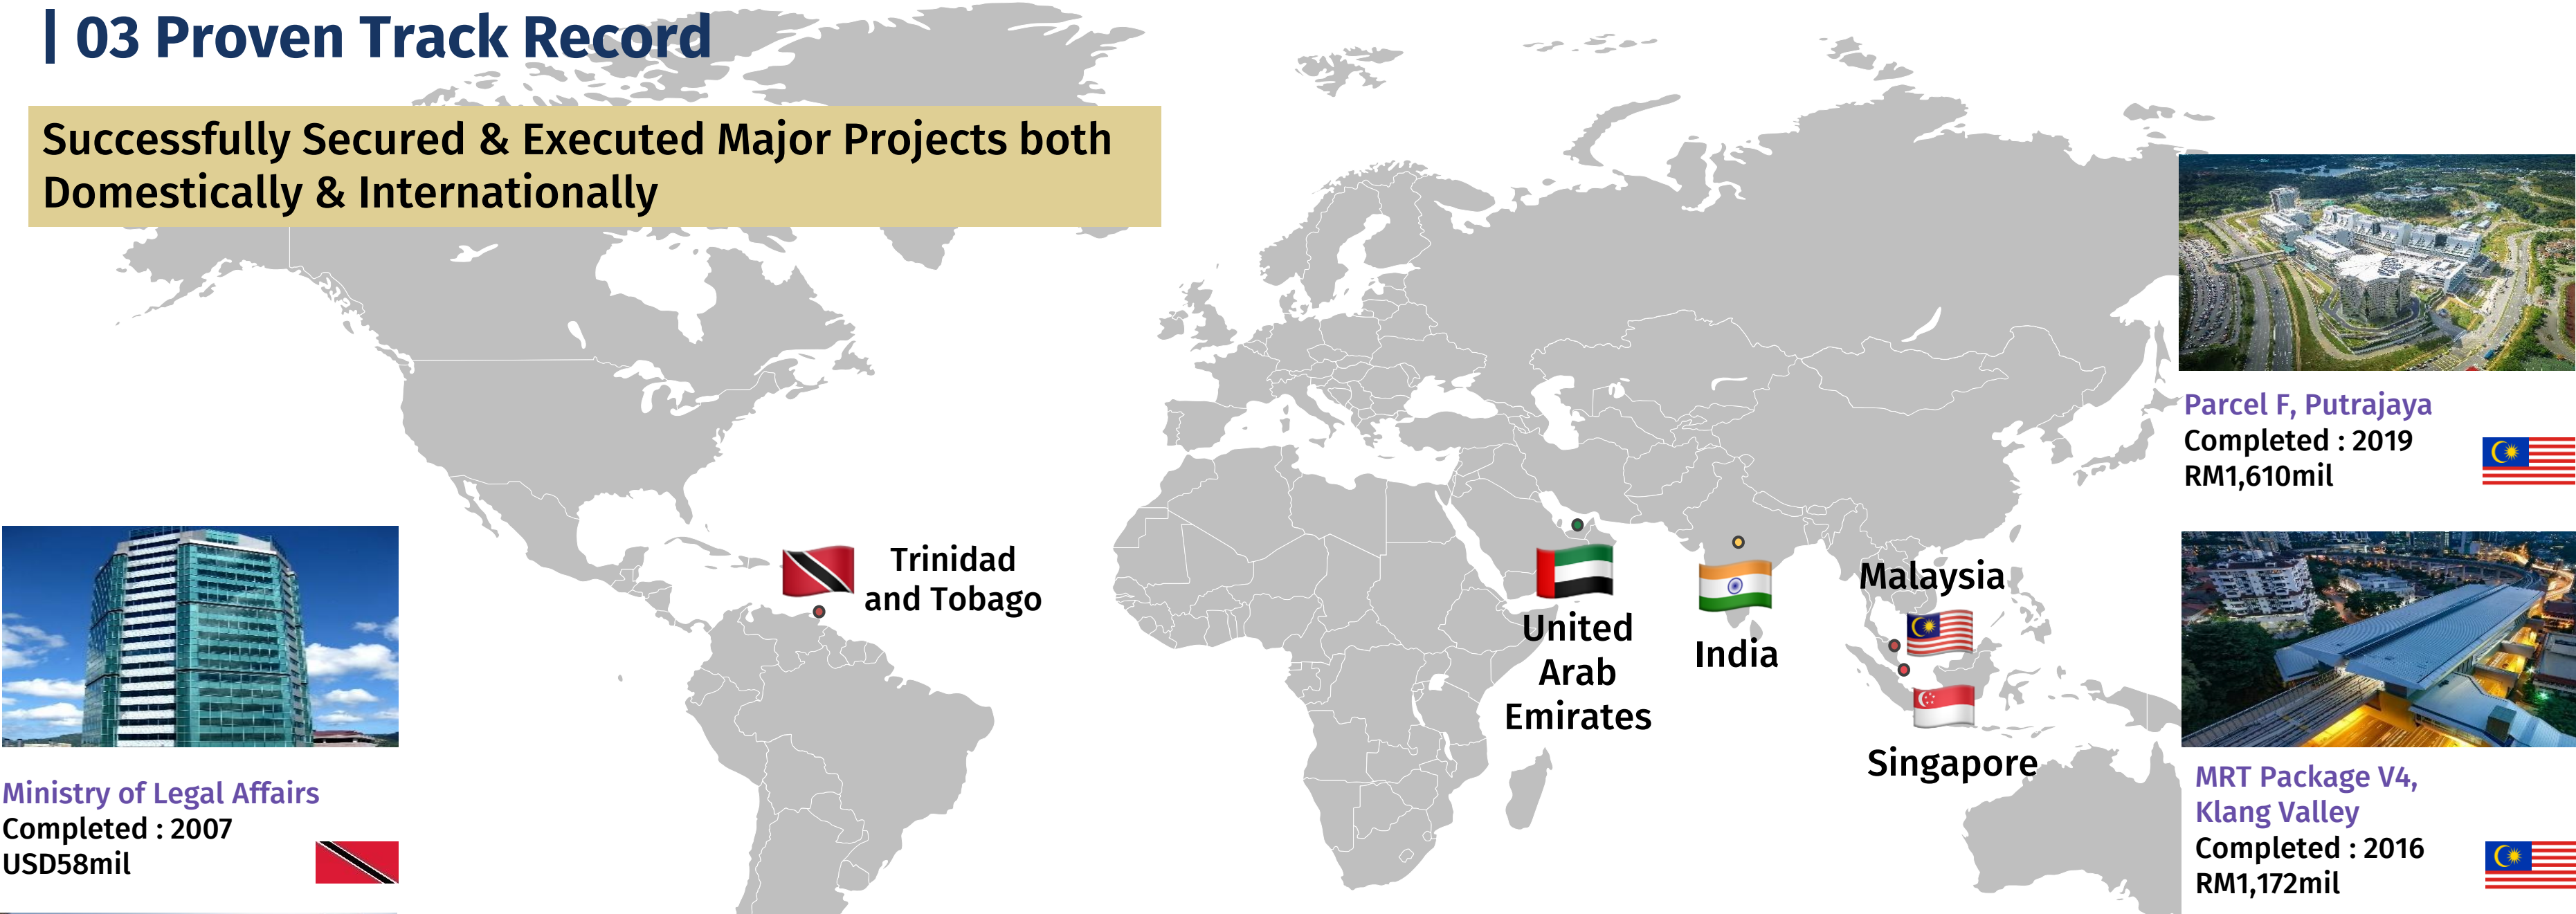 | 03 Proven Track Record
Successfully Secured & Executed Major Projects both
Domestically & Internationally
Parcel F, Putrajaya
Completed : 2019
RM1,610mil
Trinidad
and Tobago
United
Arab
Emirates
India
Malaysia
Singapore
Ministry of Legal Affairs
Completed : 2007
USD58mil
MRT Package V4,
Klang Valley
Completed : 2016
RM1,172mil